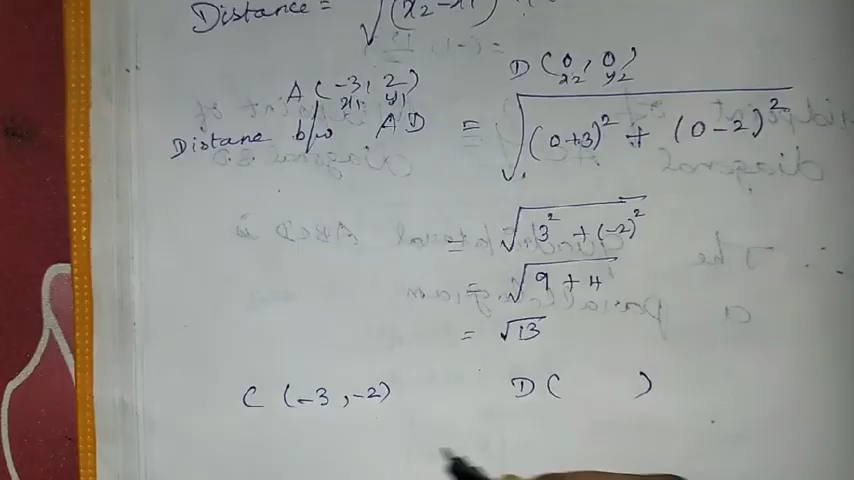 Distance = √(x2-x1)
A (-3, 2) D (0, 0)
x1 y1 x2 y2
Distane b/w AD = √(0+3)² + (0-2)²
= √3² + (-2)²
= √9 + 4
= √13
C (-3, -2) D ( )